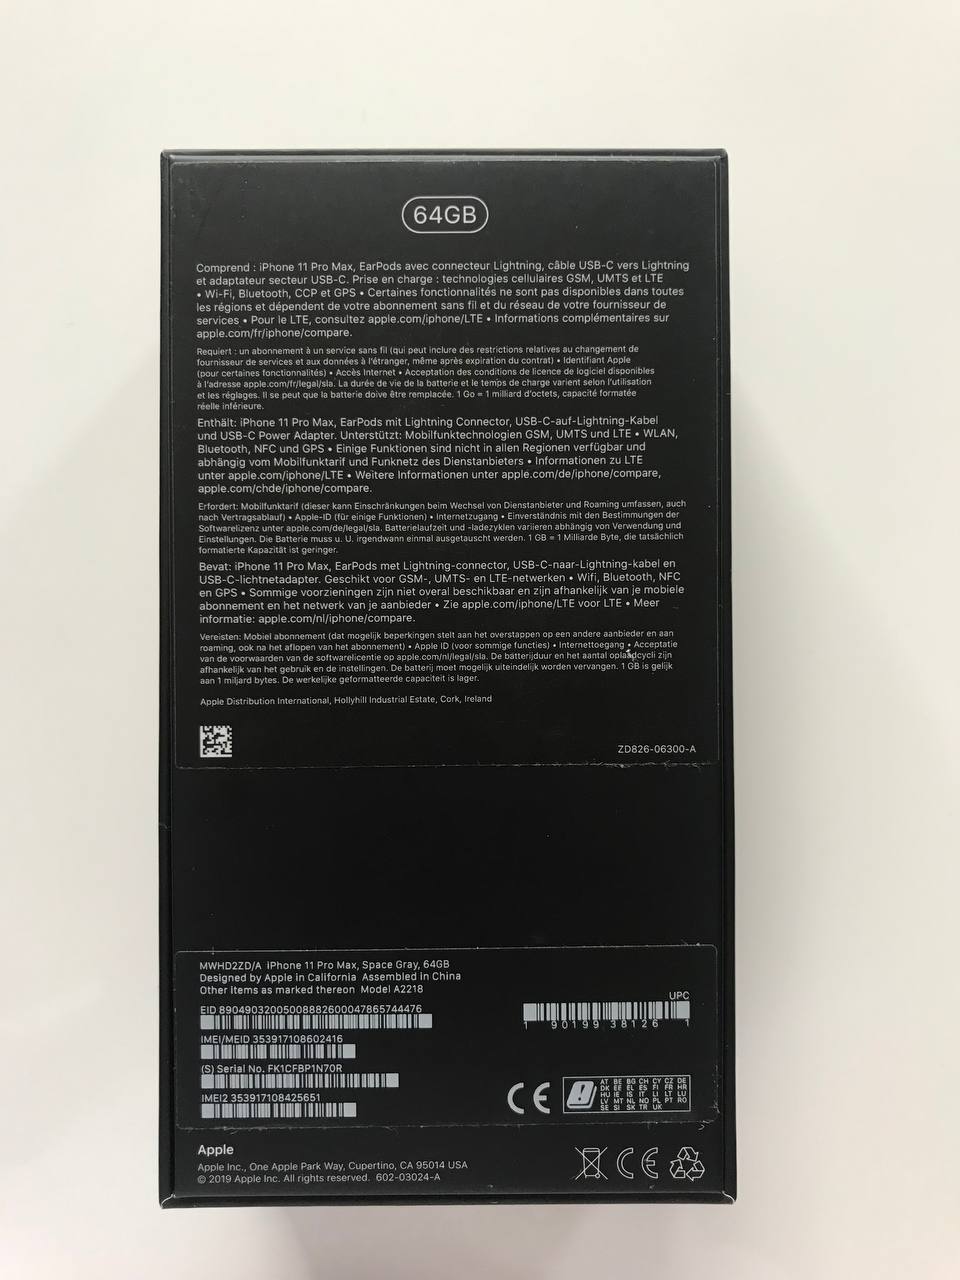 64GB
Comprend : iPhone 11 Pro Max, EarPods avec connecteur Lightning, câble USB-C vers Lightning
et adaptateur secteur USB-C. Prise en charge : technologies cellulaires GSM, UMTS et LTE
• Wi-Fi, Bluetooth, CCP et GPS • Certaines fonctionnalités ne sont pas disponibles dans toutes
les régions et dépendent de votre abonnement sans fil et du réseau de votre fournisseur de
services • Pour le LTE, consultez apple.com/iphone/LTE • Informations complémentaires sur
apple.com/fr/iphone/compare.
Requiert : un abonnement à un service sans fil (qui peut inclure des restrictions relatives au changement de
fournisseur de services et aux données à l'étranger, même après expiration du contrat) • Identifiant Apple
(pour certaines fonctionnalités) • Accès Internet • Acceptation des conditions de licence de logiciel disponibles
à l'adresse apple.com/fr/legal/sla. La durée de vie de la batterie et le temps de charge varient selon l'utilisation
et les réglages. Il se peut que la batterie doive être remplacée. 1 Go = 1 milliard d'octets, capacité formatée
réelle inférieure.
Enthält: iPhone 11 Pro Max, EarPods mit Lightning Connector, USB-C-auf-Lightning-Kabel
und USB-C Power Adapter. Unterstützt: Mobilfunktechnologien GSM, UMTS und LTE • WLAN,
Bluetooth, NFC und GPS • Einige Funktionen sind nicht in allen Regionen verfügbar und
abhängig vom Mobilfunktarif und Funknetz des Dienstanbieters • Informationen zu LTE
unter apple.com/iphone/LTE • Weitere Informationen unter apple.com/de/iphone/compare,
apple.com/chde/iphone/compare.
Erfordert: Mobilfunktarif (dieser kann Einschränkungen beim Wechsel von Dienstanbieter und Roaming umfassen, auch
nach Vertragsablauf) • Apple-ID (für einige Funktionen) • Internetzugang • Einverständnis mit den Bestimmungen der
Softwarelizenz unter apple.com/de/legal/sla. Batterielaufzeit und -ladezyklen variieren abhängig von Verwendung und
Einstellungen. Die Batterie muss u. U. irgendwann einmal ausgetauscht werden. 1 GB = 1 Milliarde Byte, die tatsächlich
formatierte Kapazität ist geringer.
Bevat: iPhone 11 Pro Max, EarPods met Lightning-connector, USB-C-naar-Lightning-kabel en
USB-C-lichtnetadapter. Geschikt voor GSM-, UMTS- en LTE-netwerken • Wifi, Bluetooth, NFC
en GPS • Sommige voorzieningen zijn niet overal beschikbaar en zijn afhankelijk van je mobiele
abonnement en het netwerk van je aanbieder • Zie apple.com/iphone/LTE voor LTE • Meer
informatie: apple.com/nl/iphone/compare.
Vereisten: Mobiel abonnement (dat mogelijk beperkingen stelt aan het overstappen op een andere aanbieder en aan
roaming, ook na het aflopen van het abonnement) • Apple ID (voor sommige functies) • Internettoegang • Acceptatie
van de voorwaarden van de softwarelicentie op apple.com/nl/legal/sla. De batterijduur en het aantal oplaadcycli zijn
afhankelijk van het gebruik en de instellingen. De batterij moet mogelijk uiteindelijk worden vervangen. 1 GB is gelijk
aan 1 miljard bytes. De werkelijke geformatteerde capaciteit is lager.
Apple Distribution International, Hollyhill Industrial Estate, Cork, Ireland
ZD826-06300-A
MWHD2ZD/A iPhone 11 Pro Max, Space Gray, 64GB
Designed by Apple in California Assembled in China
Other items as marked thereon Model A2218
EID 89049032005008882600047865744476
UPC
1 90199 38126 1
IMEI/MEID 353917108602416
(S) Serial No. FK1CFBP1N70R
IMEI2 353917108425651
CE
AT BE BG CH CY CZ DE
DK EE EL ES FI FR HR
HU IE IS IT LI LT LU
LV MT NL NO PL PT RO
SE SI SK TR UK
Apple
Apple Inc., One Apple Park Way, Cupertino, CA 95014 USA
© 2019 Apple Inc. All rights reserved. 602-03024-A
CE